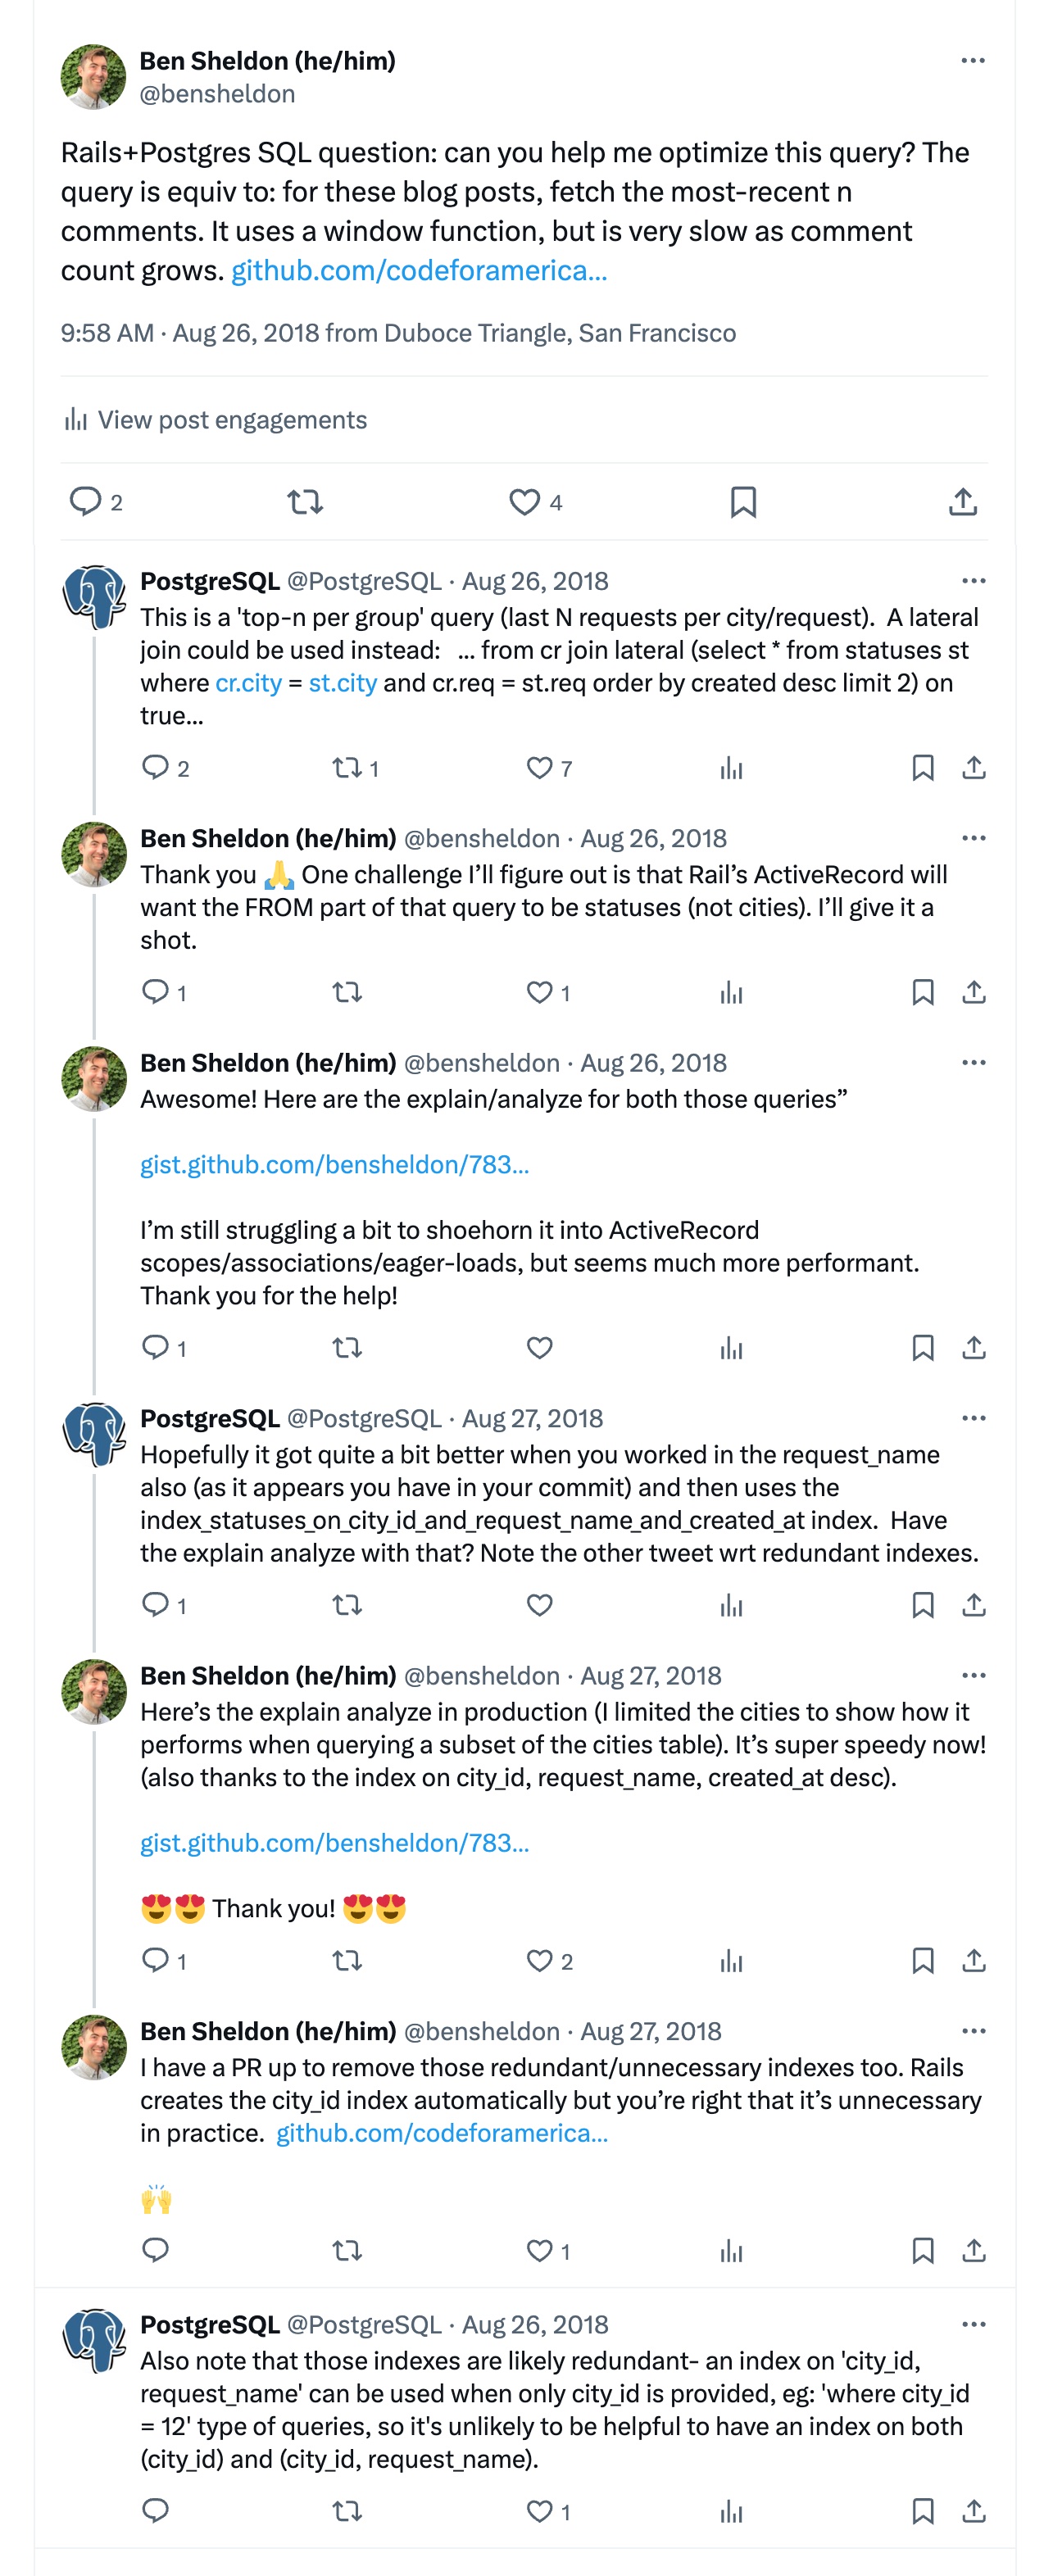 Ben Sheldon (he/him)
@bensheldon
Rails+Postgres SQL question: can you help me optimize this query? The
query is equiv to: for these blog posts, fetch the most-recent n
comments. It uses a window function, but is very slow as comment
count grows. github.com/codeforamerica...
9:58 AM · Aug 26, 2018 from Duboce Triangle, San Francisco
View post engagements
2 4
PostgreSQL @PostgreSQL · Aug 26, 2018
This is a 'top-n per group' query (last N requests per city/request).  A lateral
join could be used instead:   ... from cr join lateral (select * from statuses st
where cr.city = st.city and cr.req = st.req order by created desc limit 2) on
true...
2 1 7
Ben Sheldon (he/him) @bensheldon · Aug 26, 2018
Thank you 🙏 One challenge I’ll figure out is that Rail’s ActiveRecord will
want the FROM part of that query to be statuses (not cities). I’ll give it a
shot.
1 1
Ben Sheldon (he/him) @bensheldon · Aug 26, 2018
Awesome! Here are the explain/analyze for both those queries”
gist.github.com/bensheldon/783...
I’m still struggling a bit to shoehorn it into ActiveRecord
scopes/associations/eager-loads, but seems much more performant.
Thank you for the help!
1
PostgreSQL @PostgreSQL · Aug 27, 2018
Hopefully it got quite a bit better when you worked in the request_name
also (as it appears you have in your commit) and then uses the
index_statuses_on_city_id_and_request_name_and_created_at index.  Have
the explain analyze with that? Note the other tweet wrt redundant indexes.
1
Ben Sheldon (he/him) @bensheldon · Aug 27, 2018
Here’s the explain analyze in production (I limited the cities to show how it
performs when querying a subset of the cities table). It’s super speedy now!
(also thanks to the index on city_id, request_name, created_at desc).
gist.github.com/bensheldon/783...
😍😍 Thank you! 😍😍
1 2
Ben Sheldon (he/him) @bensheldon · Aug 27, 2018
I have a PR up to remove those redundant/unnecessary indexes too. Rails
creates the city_id index automatically but you’re right that it’s unnecessary
in practice.  github.com/codeforamerica...
🙌
1
PostgreSQL @PostgreSQL · Aug 26, 2018
Also note that those indexes are likely redundant- an index on 'city_id,
request_name' can be used when only city_id is provided, eg: 'where city_id
= 12' type of queries, so it's unlikely to be helpful to have an index on both
(city_id) and (city_id, request_name).
1